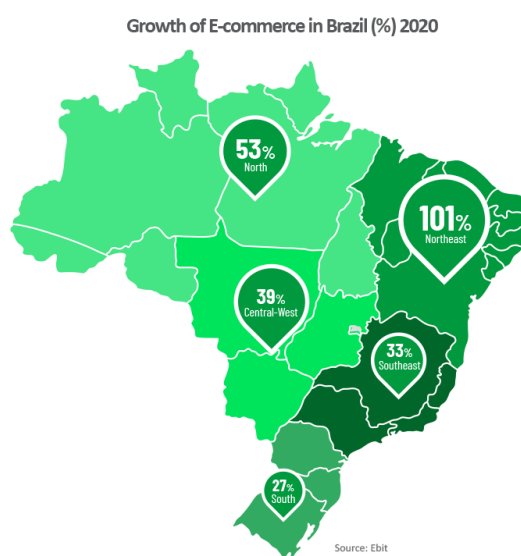 Growth of E-commerce in Brazil (%) 2020
53%
North
101%
Northeast
39%
Central-West
33%
Southeast
27%
South
Source: Ebit